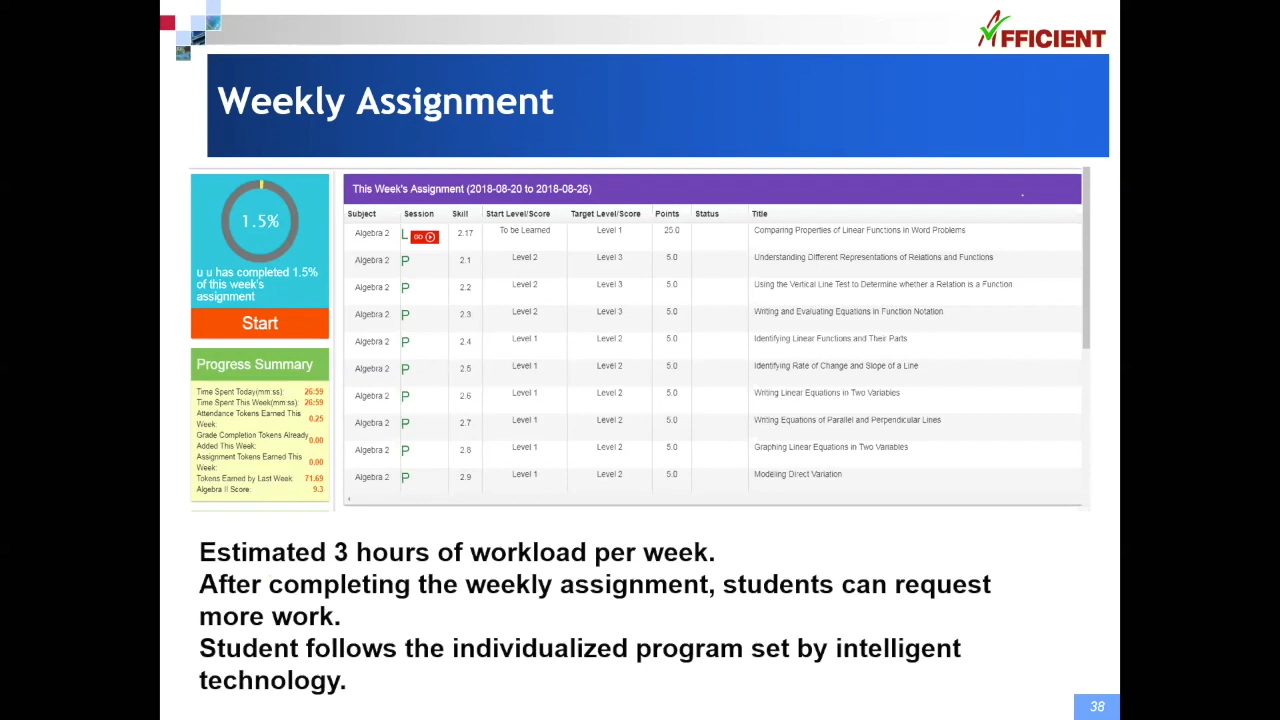 AFFICIENT
Weekly Assignment
1.5%
u u has completed 1.5%
of this week's
assignment
Start
Progress Summary
Time Spent Today(mm:ss): 26:59
Time Spent This Week(mm:ss): 26:59
Attendance Tokens Earned This
Week: 0.25
Grade Completion Tokens Already
Added This Week: 0.00
Assignment Tokens Earned This
Week: 0.00
Tokens Earned by Last Week: 71.69
Algebra II Score: 9.3
This Week's Assignment (2018-08-20 to 2018-08-26)
Subject Session Skill Start Level/Score Target Level/Score Points Status Title
Algebra 2 L GO 2.17 To be Learned Level 1 25.0 Comparing Properties of Linear Functions in Word Problems
Algebra 2 P 2.1 Level 2 Level 3 5.0 Understanding Different Representations of Relations and Functions
Algebra 2 P 2.2 Level 2 Level 3 5.0 Using the Vertical Line Test to Determine whether a Relation is a Function
Algebra 2 P 2.3 Level 2 Level 3 5.0 Writing and Evaluating Equations in Function Notation
Algebra 2 P 2.4 Level 1 Level 2 5.0 Identifying Linear Functions and Their Parts
Algebra 2 P 2.5 Level 1 Level 2 5.0 Identifying Rate of Change and Slope of a Line
Algebra 2 P 2.6 Level 1 Level 2 5.0 Writing Linear Equations in Two Variables
Algebra 2 P 2.7 Level 1 Level 2 5.0 Writing Equations of Parallel and Perpendicular Lines
Algebra 2 P 2.8 Level 1 Level 2 5.0 Graphing Linear Equations in Two Variables
Algebra 2 P 2.9 Level 1 Level 2 5.0 Modeling Direct Variation
Estimated 3 hours of workload per week.
After completing the weekly assignment, students can request
more work.
Student follows the individualized program set by intelligent
technology.
38